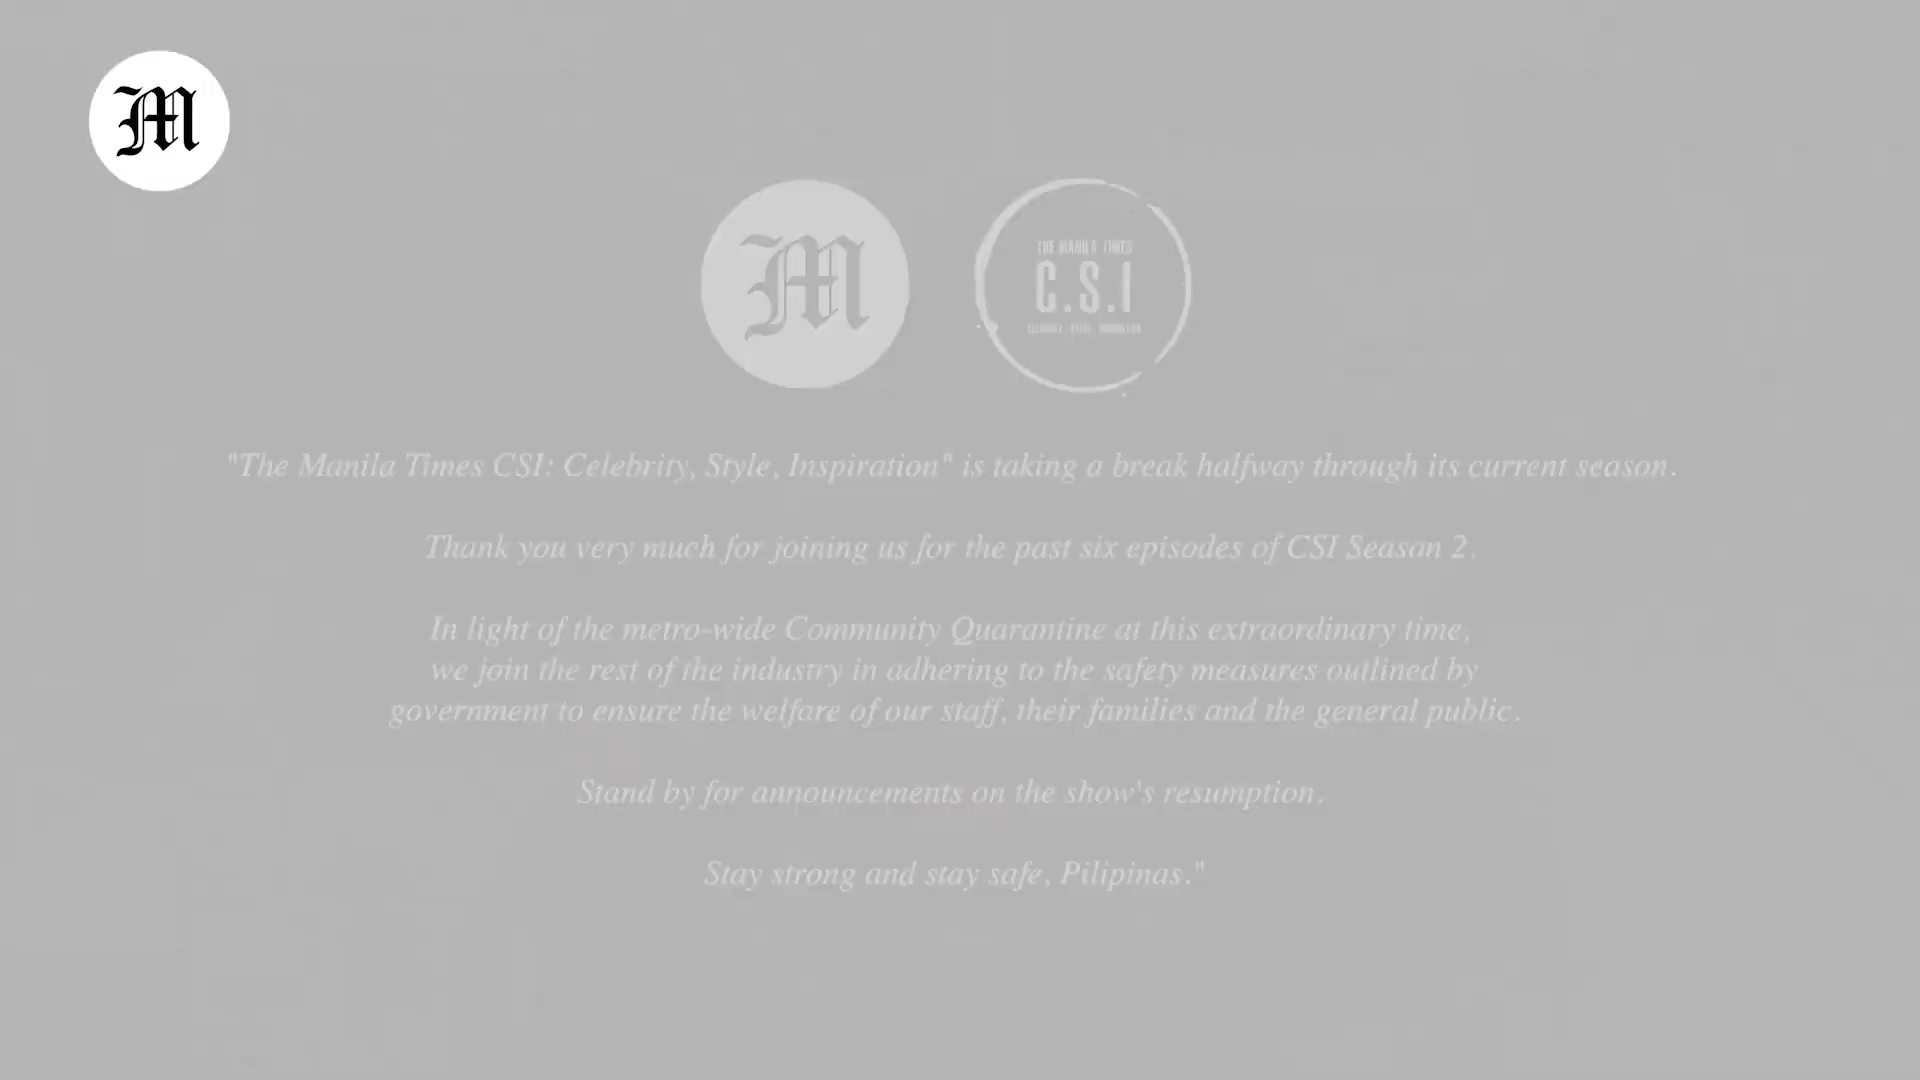 M
M
THE MANILA TIMES
C.S.I
"The Manila Times CSI: Celebrity, Style, Inspiration" is taking a break halfway through its current season.
Thank you very much for joining us for the past six episodes of CSI Season 2.
In light of the metro-wide Community Quarantine at this extraordinary time,
we join the rest of the industry in adhering to the safety measures outlined by
government to ensure the welfare of our staff, their families and the general public.
Stand by for announcements on the show's resumption.
Stay strong and stay safe, Pilipinas."